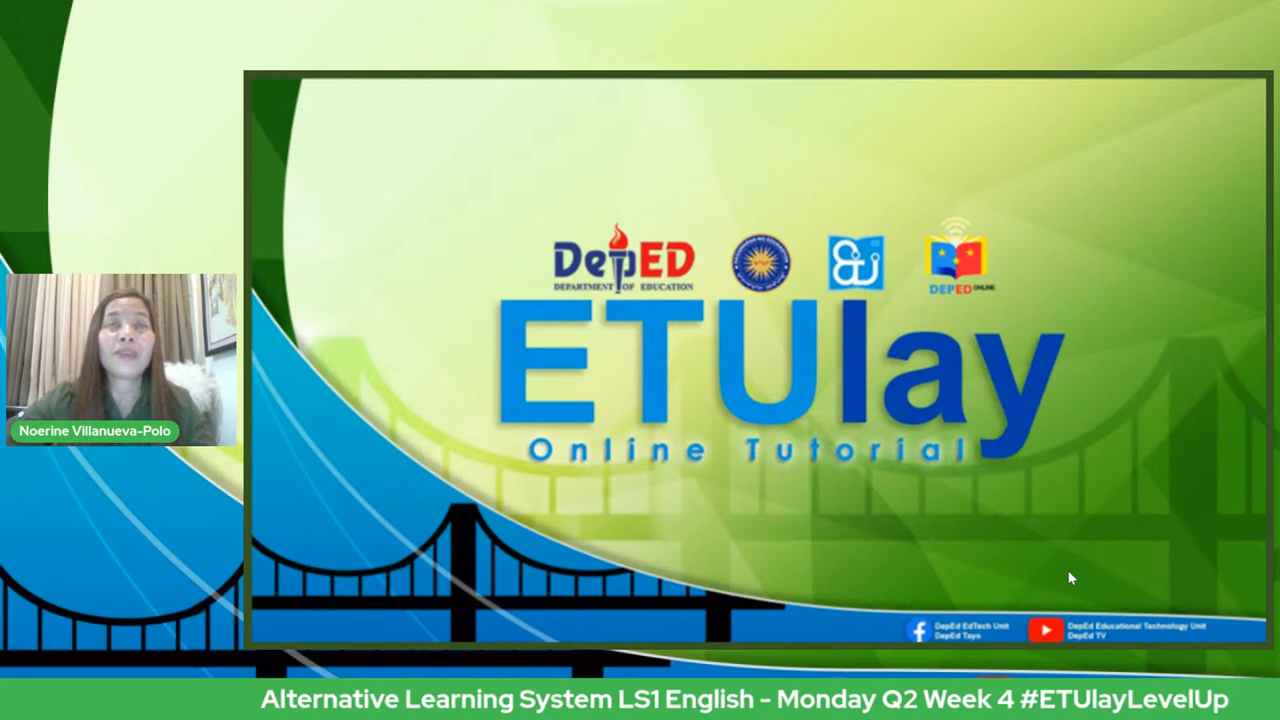 DepED
DEPARTMENT OF EDUCATION
DEPED ONLINE
ETUlay
Online Tutorial
Noerine Villanueva-Polo
DepEd EdTech Unit
DepEd Tayo
DepEd Educational Technology Unit
DepEd TV
Alternative Learning System LS1 English - Monday Q2 Week 4 #ETUlayLevelUp